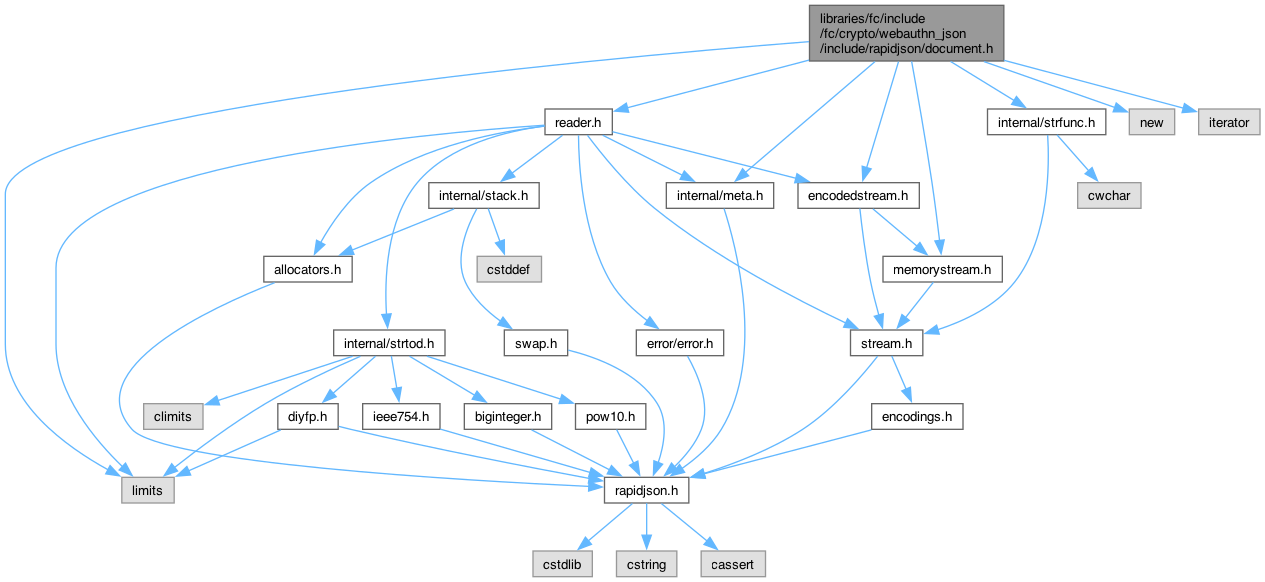 libraries/fc/include
/fc/crypto/webauthn_json
/include/rapidjson/document.h
reader.h
internal/strfunc.h
new
iterator
internal/stack.h
internal/meta.h
encodedstream.h
cwchar
allocators.h
cstddef
memorystream.h
internal/strtod.h
swap.h
error/error.h
stream.h
climits
diyfp.h
ieee754.h
biginteger.h
pow10.h
encodings.h
limits
rapidjson.h
cstdlib
cstring
cassert